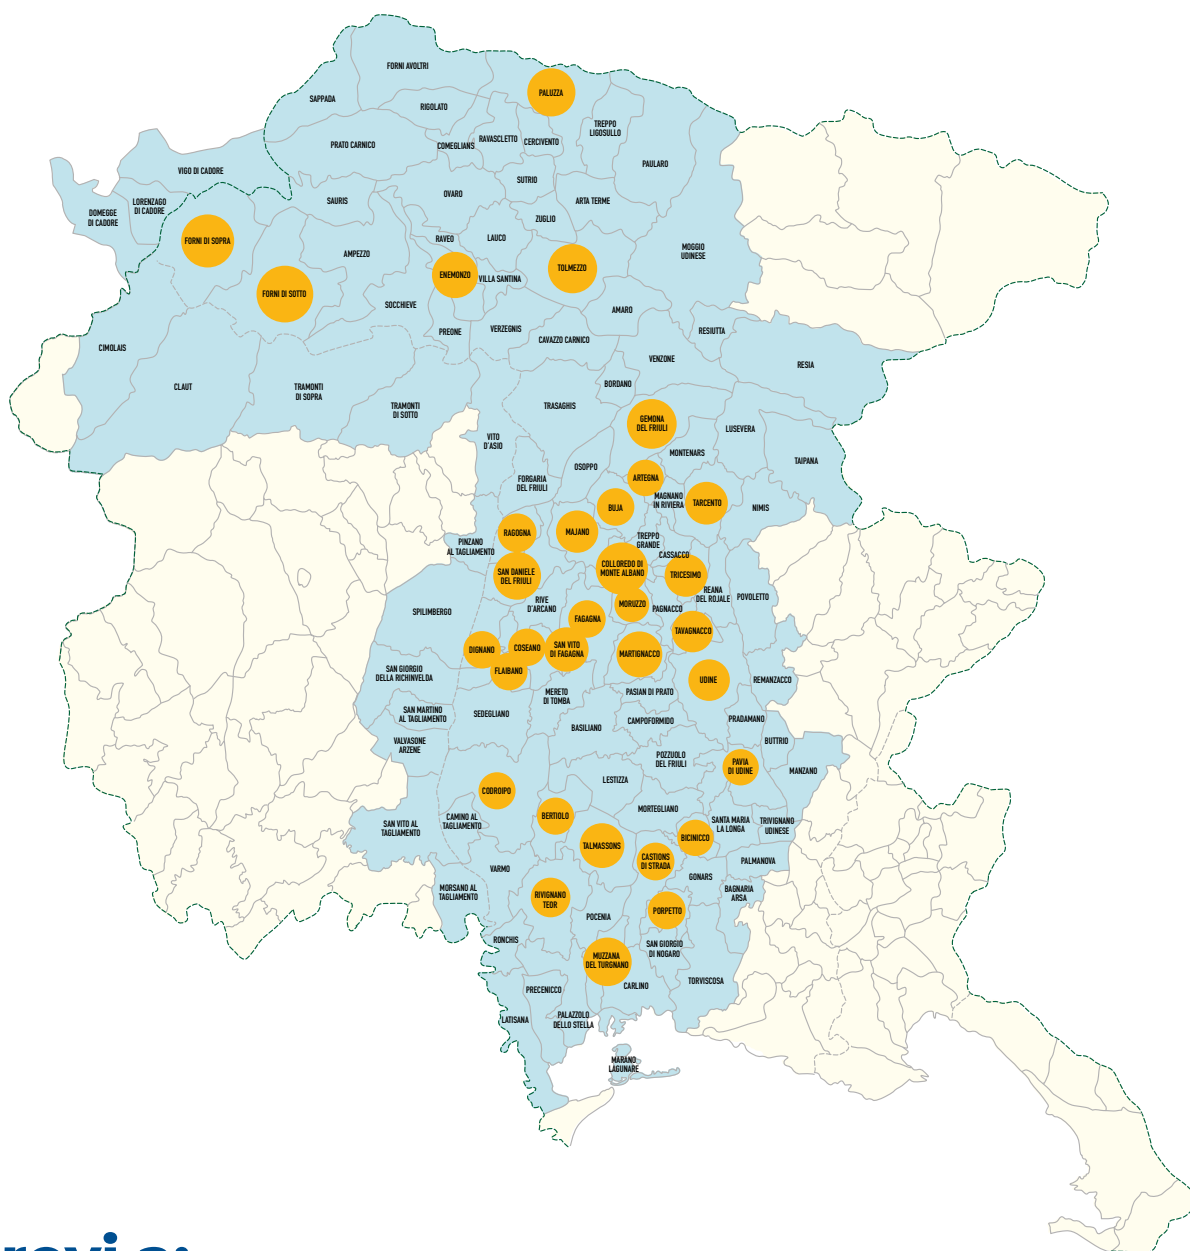 FORNI AVOLTRI
PALUZZA
SAPPADA
RIGOLATO
TREPPO
LIGOSULLO
PRATO CARNICO
COMEGLIANS
RAVASCLETTO
CERCIVENTO
PAULARO
VIGO DI CADORE
SUTRIO
OVARO
SAURIS
ARTA TERME
LORENZAGO
DI CADORE
DOMEGGE
DI CADORE
ZUGLIO
FORNI DI SOPRA
RAVEO
LAUCO
MOGGIO
UDINESE
AMPEZZO
TOLMEZZO
ENEMONZO
VILLA SANTINA
FORNI DI SOTTO
SOCCHIEVE
AMARO
PREONE
VERZEGNIS
RESIUTTA
CAVAZZO CARNICO
CIMOLAIS
VENZONE
RESIA
CLAUT
TRAMONTI
DI SOPRA
BORDANO
TRAMONTI
DI SOTTO
TRASAGHIS
GEMONA
DEL FRIULI
LUSEVERA
VITO
D'ASIO
MONTENARS
TAIPANA
OSOPPO
FORGARIA
DEL FRIULI
ARTEGNA
MAGNANO
IN RIVIERA
TARCENTO
BUJA
NIMIS
RAGOGNA
MAJANO
PINZANO
AL TAGLIAMENTO
TREPPO
GRANDE
CASSACCO
SAN DANIELE
DEL FRIULI
COLLOREDO DI
MONTE ALBANO
TRICESIMO
REANA
DEL ROJALE
POVOLETTO
RIVE
D'ARCANO
MORUZZO
PAGNACCO
SPILIMBERGO
FAGAGNA
TAVAGNACCO
DIGNANO
COSEANO
SAN VITO
DI FAGAGNA
MARTIGNACCO
FLAIBANO
SAN GIORGIO
DELLA RICHINVELDA
UDINE
REMANZACCO
MERETO
DI TOMBA
PASIAN DI PRATO
SAN MARTINO
AL TAGLIAMENTO
SEDEGLIANO
CAMPOFORMIDO
PRADAMANO
BASILIANO
VALVASONE
ARZENE
BUTTRIO
POZZUOLO
DEL FRIULI
PAVIA
DI UDINE
MANZANO
LESTIZZA
CODROIPO
MORTEGLIANO
BERTIOLO
CAMINO AL
TAGLIAMENTO
SAN VITO AL
TAGLIAMENTO
SANTA MARIA
LA LONGA
TRIVIGNANO
UDINESE
BICINICCO
TALMASSONS
CASTIONS
DI STRADA
PALMANOVA
VARMO
GONARS
MORSANO AL
TAGLIAMENTO
BAGNARIA
ARSA
RIVIGNANO
TEOR
PORPETTO
POCENIA
RONCHIS
SAN GIORGIO
DI NOGARO
MUZZANA
DEL TURGNANO
TORVISCOSA
CARLINO
PRECENICCO
LATISANA
PALAZZOLO
DELLO STELLA
MARANO
LAGUNARE